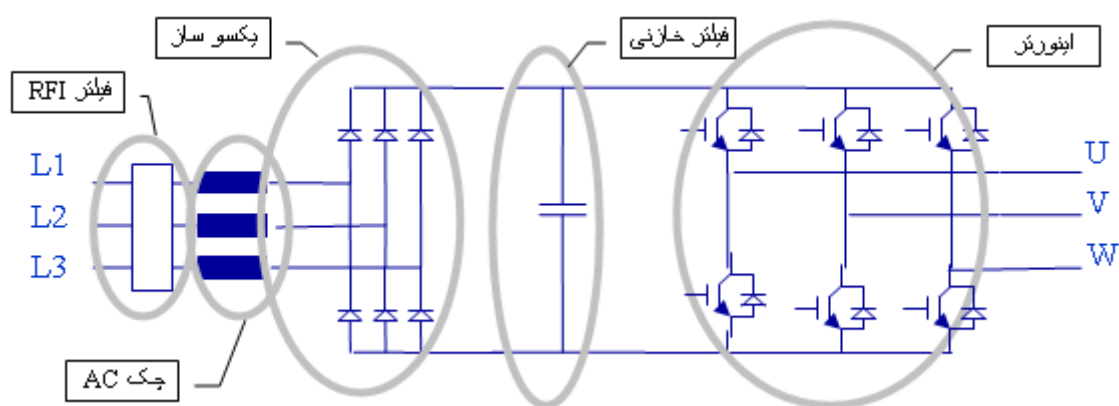 یکسو ساز
فیلتر خازنی
اینورتر
فیلتر RFI
L1
L2
L3
U
V
W
چک AC